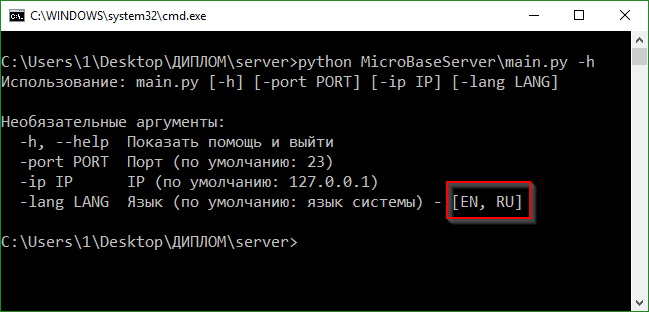 C:\WINDOWS\system32\cmd.exe
C:\Users\1\Desktop\ДИПЛОМ\server>python MicroBaseServer\main.py -h
Использование: main.py [-h] [-port PORT] [-ip IP] [-lang LANG]
Необязательные аргументы:
-h, --help  Показать помощь и выйти
-port PORT  Порт (по умолчанию: 23)
-ip IP      IP (по умолчанию: 127.0.0.1)
-lang LANG  Язык (по умолчанию: язык системы) - [EN, RU]
C:\Users\1\Desktop\ДИПЛОМ\server>